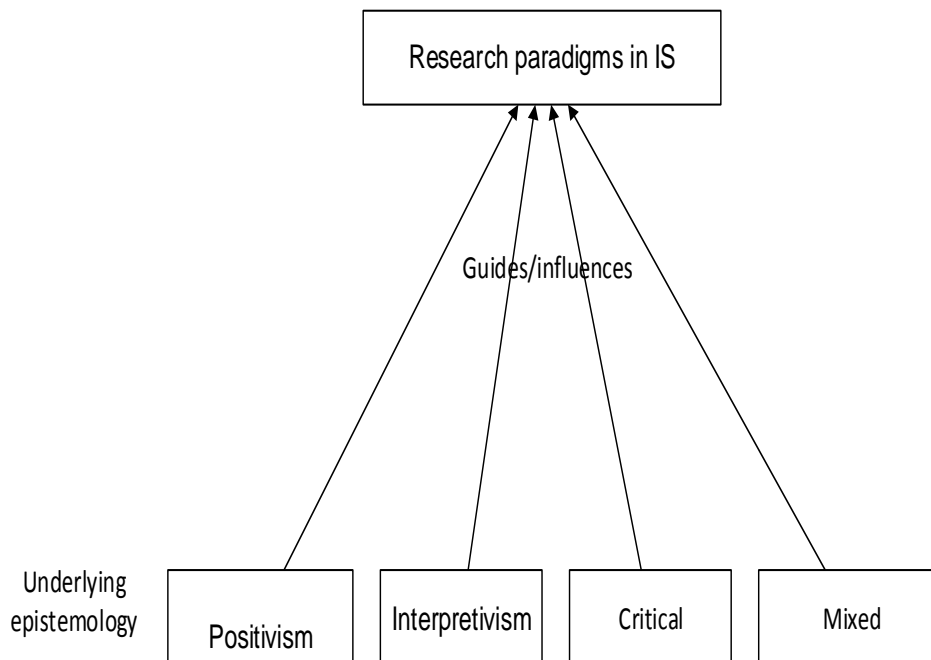 Research paradigms in IS
Guides/influences
Underlying
epistemology
Positivism
Interpretivism
Critical
Mixed